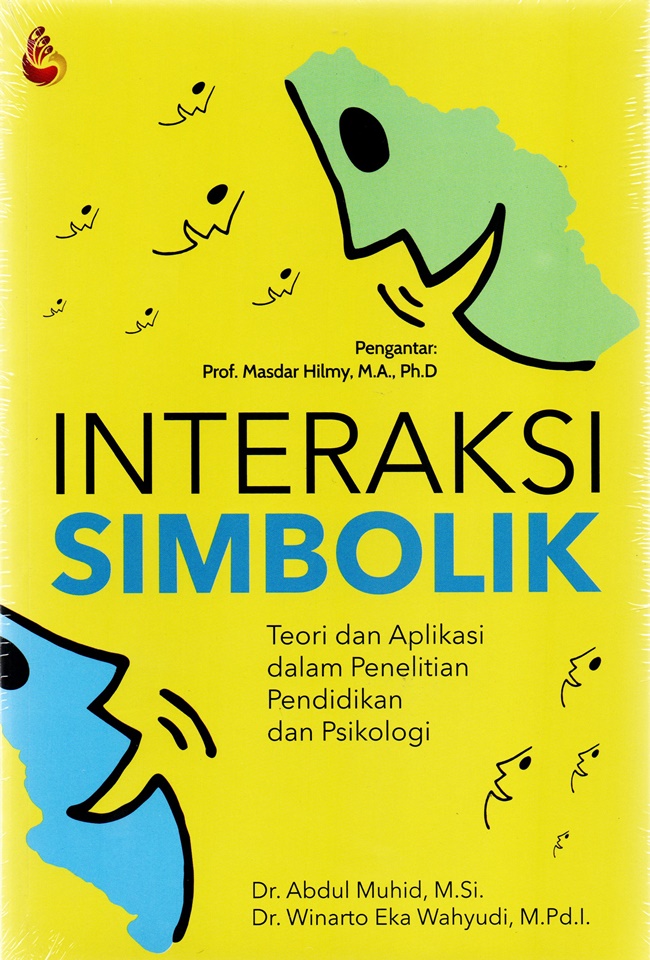 Pengantar:
Prof. Masdar Hilmy, M.A., Ph.D
INTERAKSI
SIMBOLIK
Teori dan Aplikasi
dalam Penelitian
Pendidikan
dan Psikologi
Dr. Abdul Muhid, M.Si.
Dr. Winarto Eka Wahyudi, M.Pd.I.